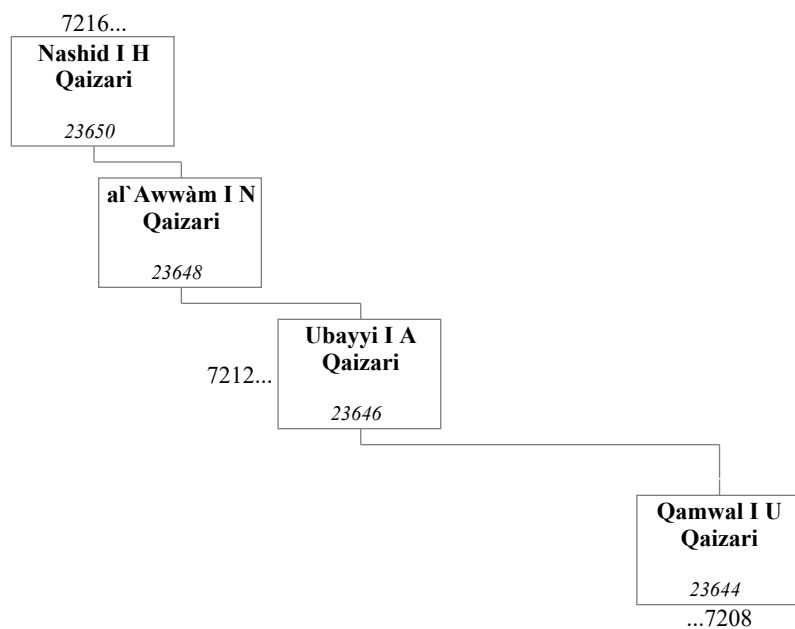 7216...
Nashid I H
Qaizari
23650
al`Awwàm I N
Qaizari
23648
Ubayyi I A
Qaizari
7212...
23646
Qamwal I U
Qaizari
23644
...7208